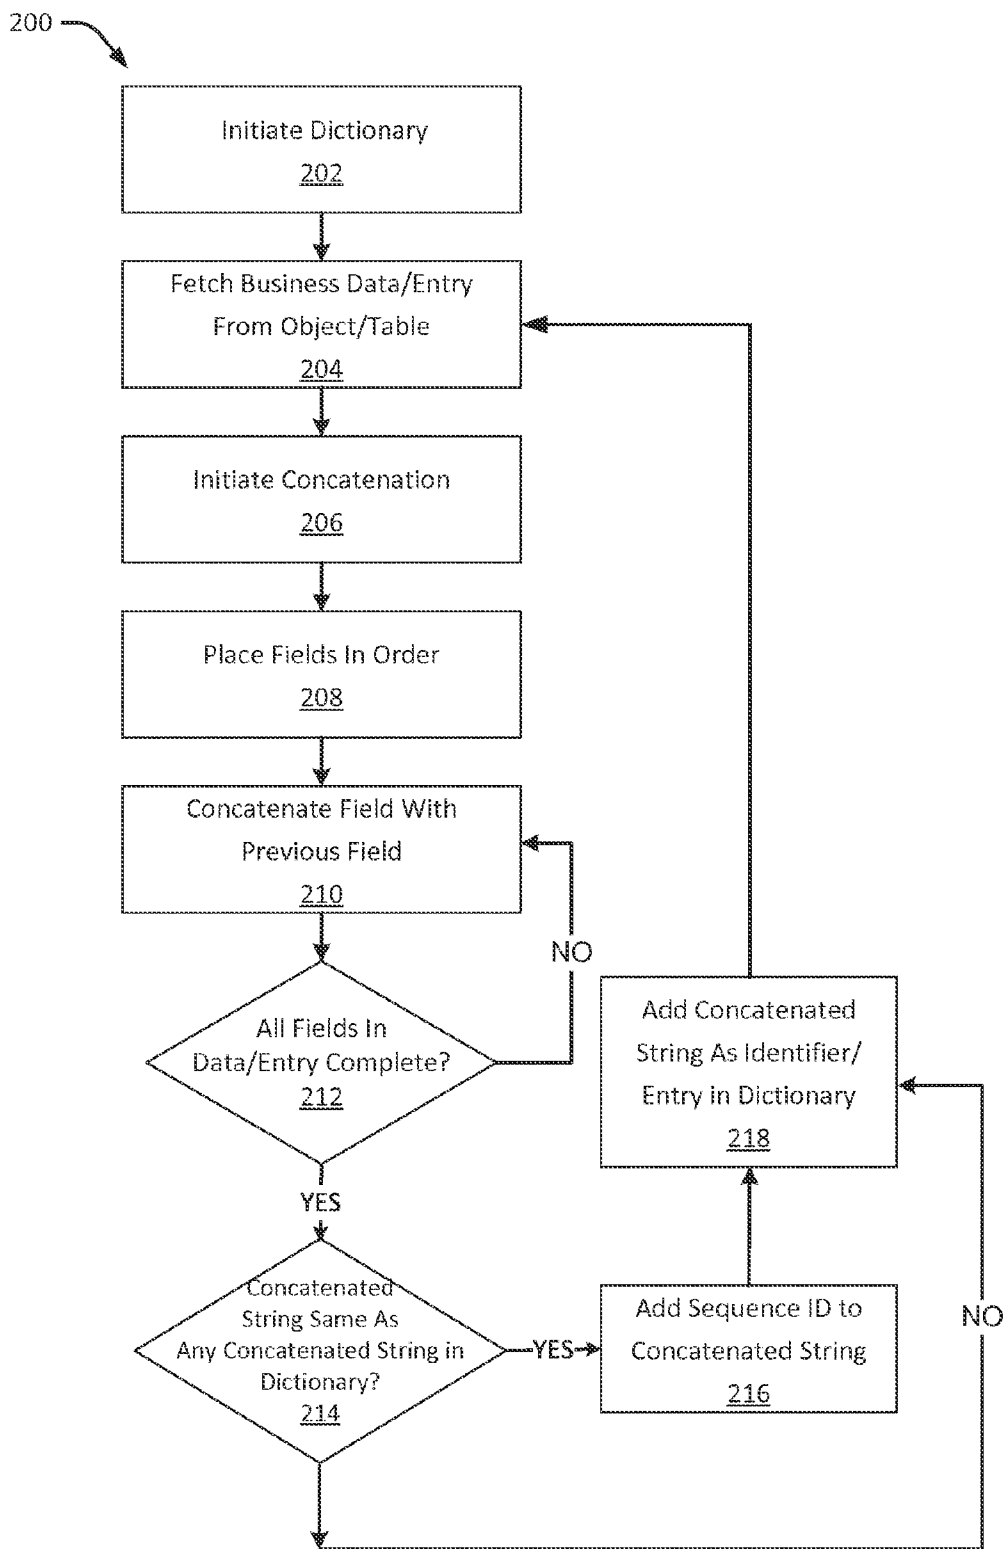 200
Initiate Dictionary
202
Fetch Business Data/Entry
From Object/Table
204
Initiate Concatenation
206
Place Fields In Order
208
Concatenate Field With
Previous Field
210
NO
All Fields In
Data/Entry Complete?
212
YES
Add Concatenated
String As Identifier/
Entry in Dictionary
218
Concatenated
String Same As
Any Concatenated String in
Dictionary?
214
YES
Add Sequence ID to
Concatenated String
216
NO